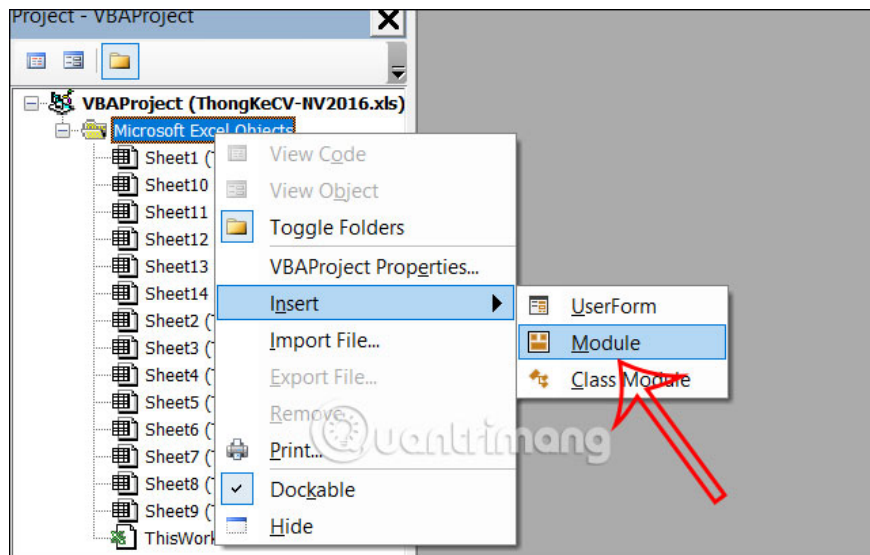 Project - VBAProject
VBAProject (ThongKeCV-NV2016.xls)
Microsoft Excel Objects
Sheet1 (
Sheet10
Sheet11
Sheet12
Sheet13
Sheet14
Sheet2 (
Sheet3 (
Sheet4 (
Sheet5 (
Sheet6 (
Sheet7 (
Sheet8 (
Sheet9 (
ThisWor
View Code
View Object
Toggle Folders
VBAProject Properties...
Insert
Import File...
Export File...
Remove...
Print...
Dockable
Hide
UserForm
Module
Class Module
Quantrimang